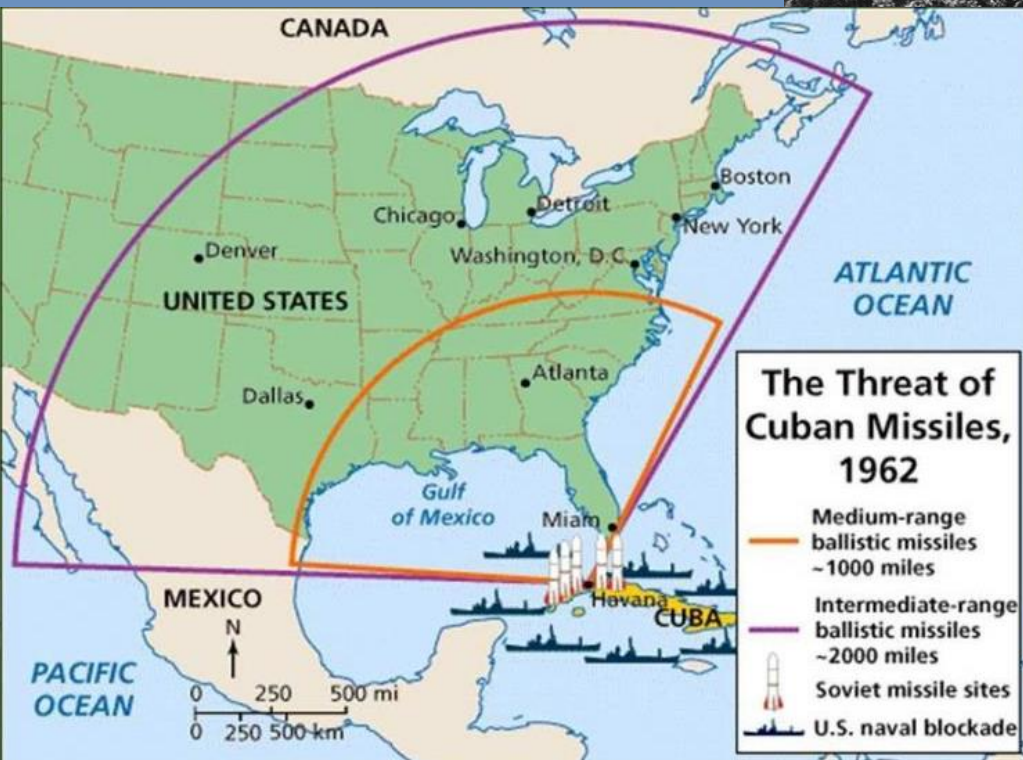 CANADA
Boston
Detroit
Chicago
New York
Washington, D.C.
Denver
ATLANTIC
OCEAN
UNITED STATES
Atlanta
Dallas
Gulf
of Mexico
Miam
Havana
CUBA
MEXICO
N
PACIFIC
OCEAN
0 250 500 mi
0 250 500 km
The Threat of
Cuban Missiles,
1962
Medium-range
ballistic missiles
~1000 miles
Intermediate-range
ballistic missiles
~2000 miles
Soviet missile sites
U.S. naval blockade